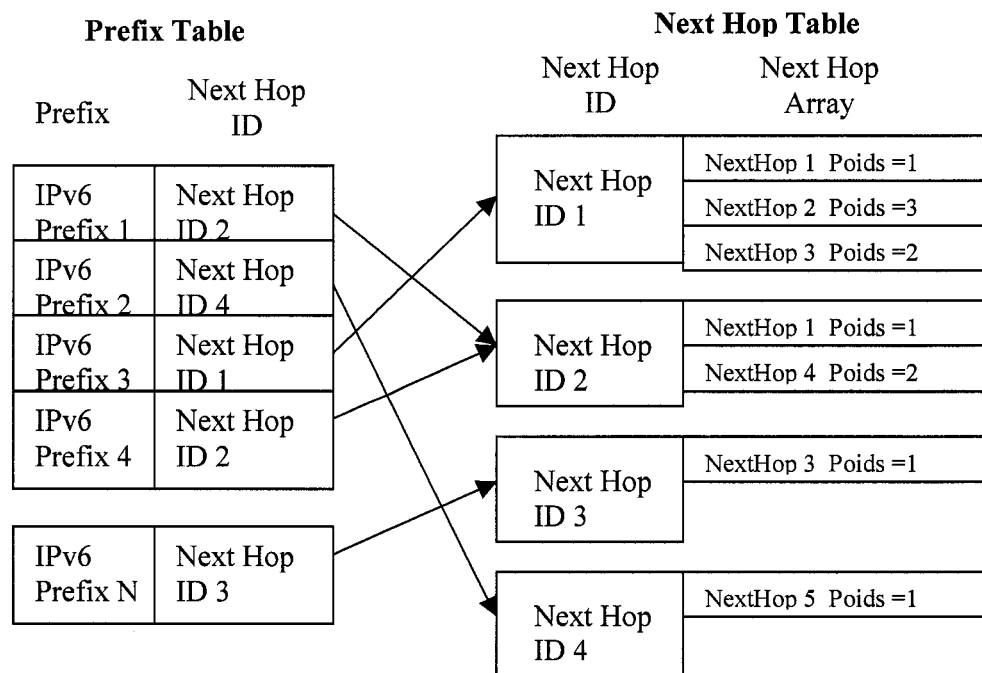 Prefix Table
Next Hop Table
Prefix
Next Hop
ID
Next Hop
ID
Next Hop
Array
IPv6
Prefix 1
Next Hop
ID 2
IPv6
Prefix 2
Next Hop
ID 4
IPv6
Prefix 3
Next Hop
ID 1
IPv6
Prefix 4
Next Hop
ID 2
IPv6
Prefix N
Next Hop
ID 3
Next Hop
ID 1
NextHop 1 Poids =1
NextHop 2 Poids =3
NextHop 3 Poids =2
Next Hop
ID 2
NextHop 1 Poids =1
NextHop 4 Poids =2
Next Hop
ID 3
NextHop 3 Poids =1
Next Hop
ID 4
NextHop 5 Poids =1